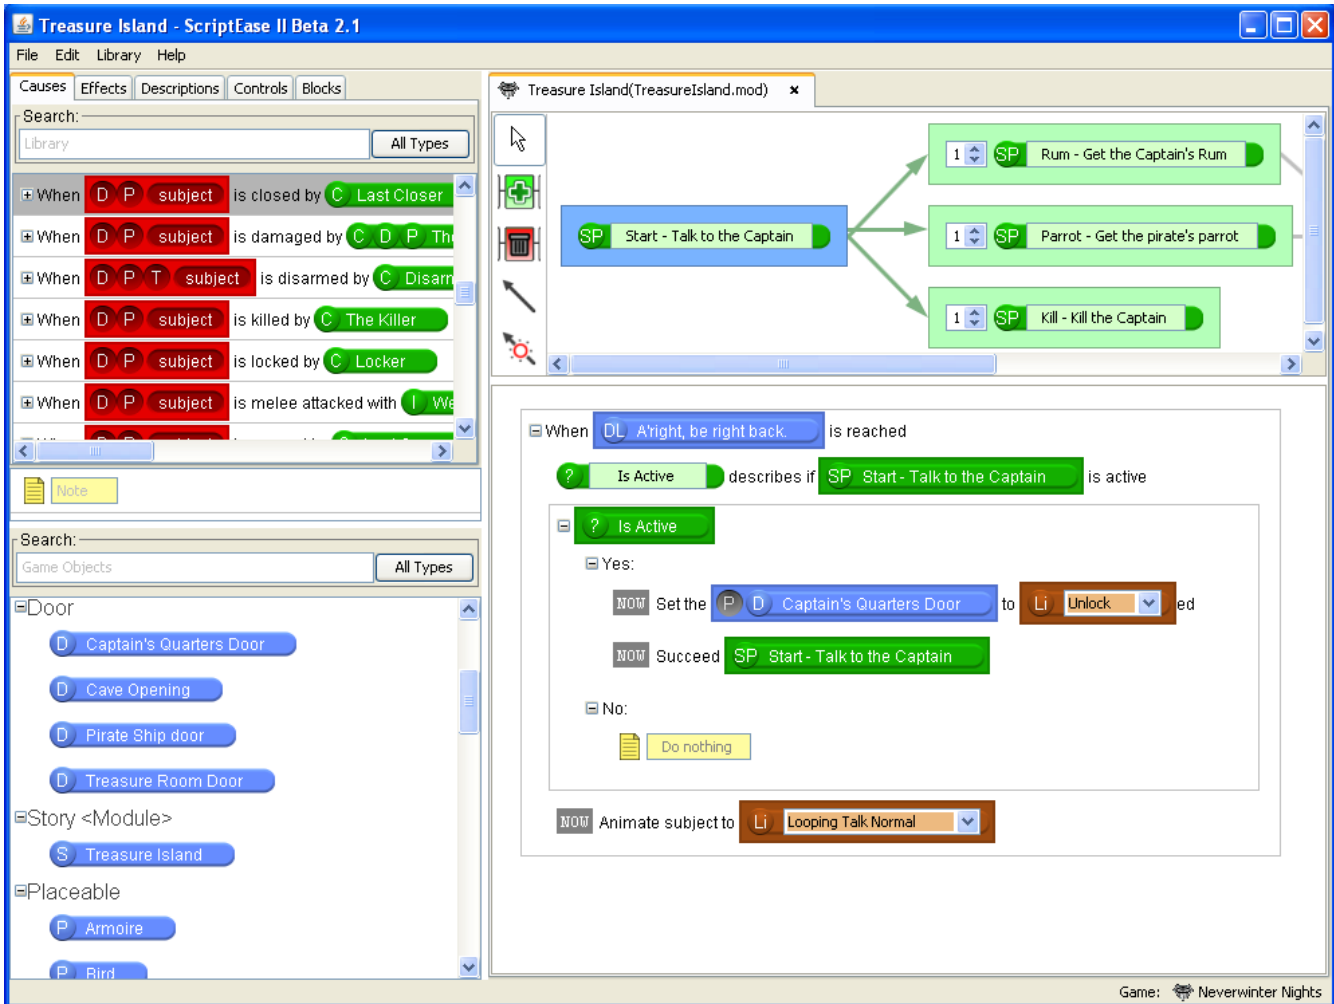 Treasure Island - ScriptEase II Beta 2.1
File Edit Library Help
Causes Effects Descriptions Controls Blocks
Search:
Library All Types
When D P subject is closed by C Last Closer
When D P subject is damaged by C D P
When D P T subject is disarmed by C
When D P subject is killed by C The Killer
When D P subject is locked by C Locker
When D P subject is melee attacked with I
Note
Search:
Game Objects All Types
Door
D Captain's Quarters Door
D Cave Opening
D Pirate Ship door
D Treasure Room Door
Story <Module>
S Treasure Island
Placeable
P Armoire
P Bird
Treasure Island(TreasureIsland.mod) x
SP Start - Talk to the Captain
1 SP Rum - Get the Captain's Rum
1 SP Parrot - Get the pirate's parrot
1 SP Kill - Kill the Captain
When DL A'right, be right back. is reached
? Is Active describes if SP Start - Talk to the Captain is active
? Is Active
Yes:
NOW Set the P D Captain's Quarters Door to Li Unlock ed
NOW Succeed SP Start - Talk to the Captain
No:
Do nothing
NOW Animate subject to Li Looping Talk Normal
Game: Neverwinter Nights